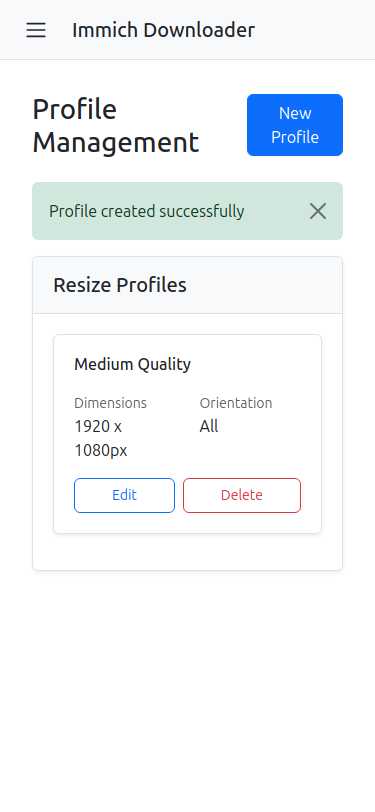 Immich Downloader
Profile
Management
New
Profile
Profile created successfully
Resize Profiles
Medium Quality
Dimensions
Orientation
1920 x
1080px
All
Edit
Delete